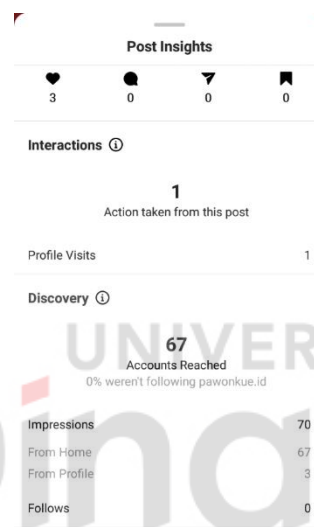 Post Insights
3 0 0 0
Interactions
1
Action taken from this post
Profile Visits 1
Discovery
UNIVER
67
Accounts Reached
0% weren't following pawonkue.id
Impressions 70
From Home 67
From Profile 3
Follows 0